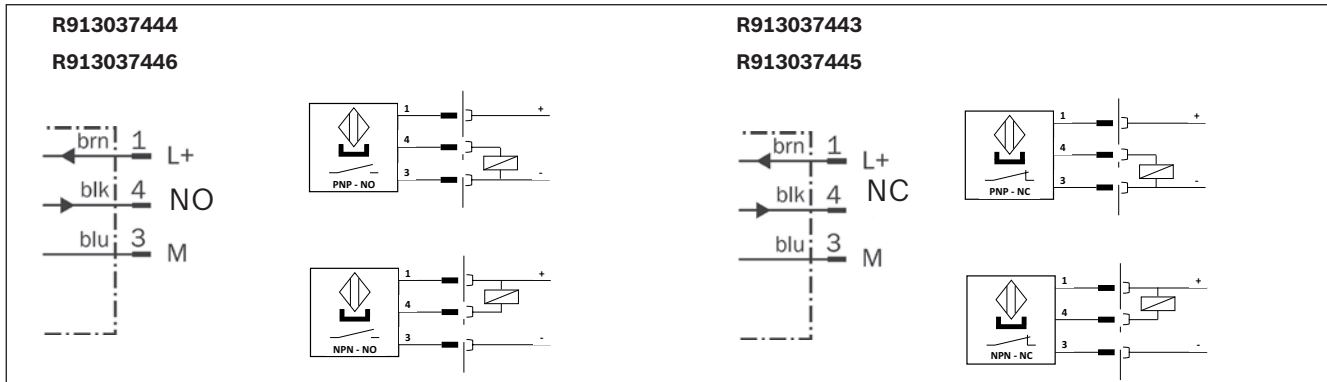 R913037444
R913037446
brn 1 L+
blk 4 NO
blu 3 M
1 +
4
3 -
PNP - NO
1 +
4
3 -
NPN - NO
R913037443
R913037445
brn 1 L+
blk 4 NC
blu 3 M
1 +
4
3 -
PNP - NC
1 +
4
3 -
NPN - NC